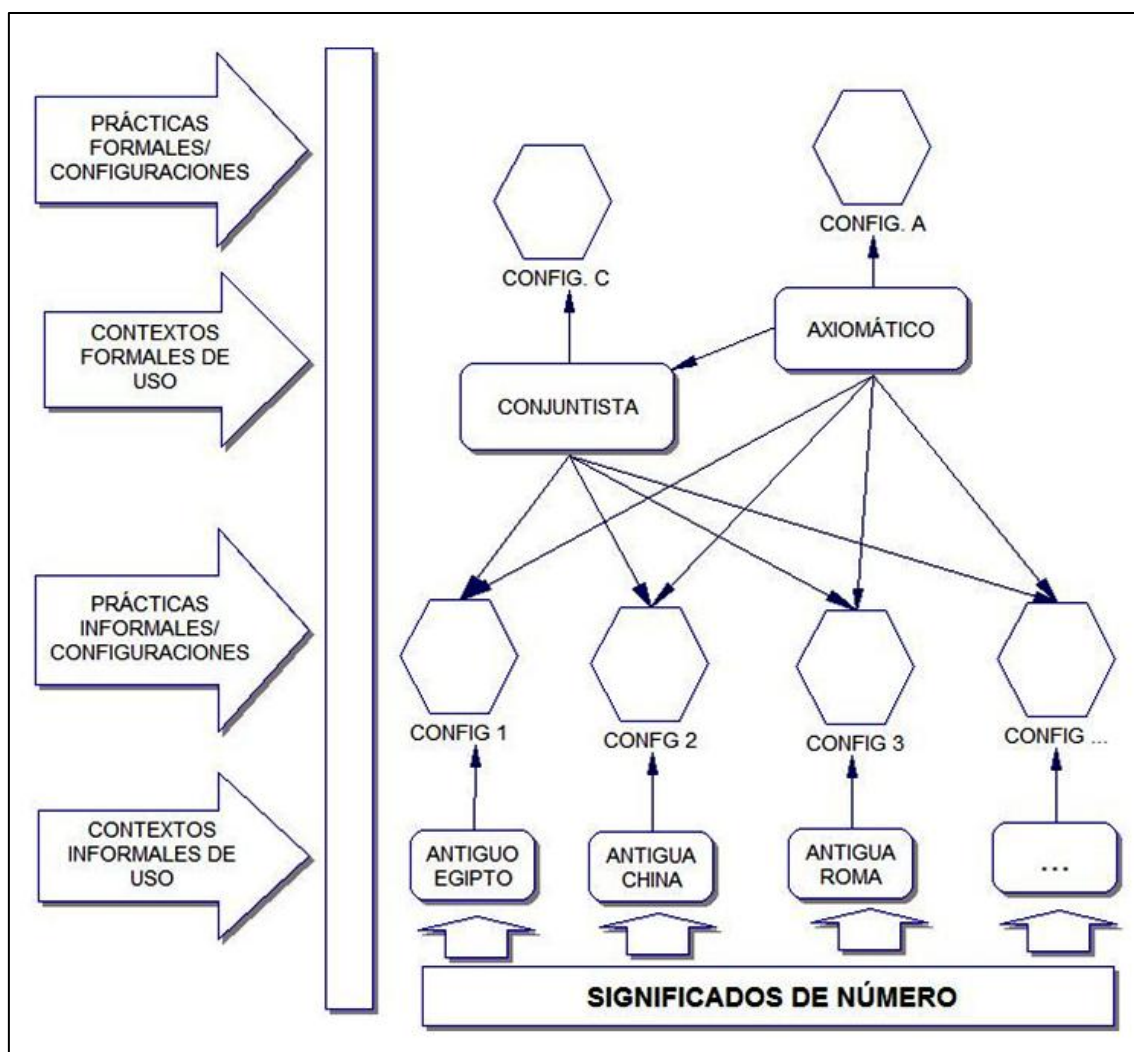 PRÁCTICAS
FORMALES/
CONFIGURACIONES
CONTEXTOS
FORMALES DE
USO
PRÁCTICAS
INFORMALES/
CONFIGURACIONES
CONTEXTOS
INFORMALES DE
USO
CONFIG. A
CONFIG. C
AXIOMÁTICO
CONJUNTISTA
CONFIG 1
CONFG 2
CONFIG 3
CONFIG ...
ANTIGUO
EGIPTO
ANTIGUA
CHINA
ANTIGUA
ROMA
...
SIGNIFICADOS DE NÚMERO